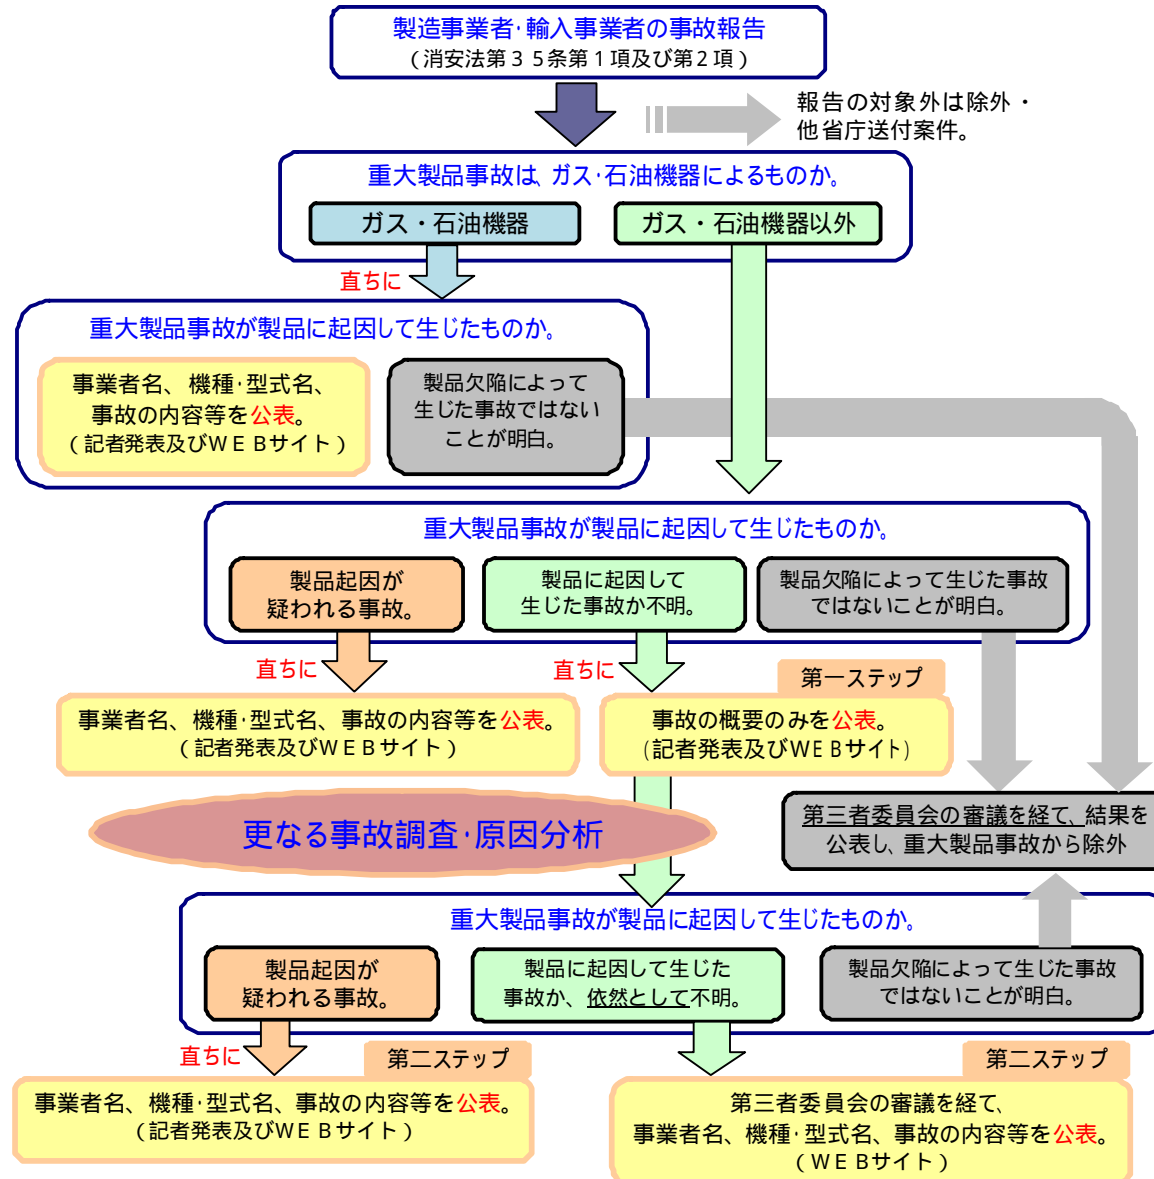 製造事業者・輸入事業者の事故報告
（消安法第３５条第１項及び第２項）
報告の対象外は除外・
他省庁送付案件。
重大製品事故は、ガス・石油機器によるものか。
ガス・石油機器
ガス・石油機器以外
直ちに
重大製品事故が製品に起因して生じたものか。
事業者名、機種・型式名、
事故の内容等を公表。
（記者発表及びＷＥＢサイト）
製品欠陥によって
生じた事故ではない
ことが明白。
重大製品事故が製品に起因して生じたものか。
製品起因が
疑われる事故。
製品に起因して
生じた事故か不明。
製品欠陥によって生じた事故
ではないことが明白。
直ちに
直ちに
第一ステップ
事業者名、機種・型式名、事故の内容等を公表。
（記者発表及びＷＥＢサイト）
事故の概要のみを公表。
（記者発表及びＷＥＢサイト）
更なる事故調査・原因分析
第三者委員会の審議を経て、結果を
公表し、重大製品事故から除外
重大製品事故が製品に起因して生じたものか。
製品起因が
疑われる事故。
製品に起因して生じた
事故か、依然として不明。
製品欠陥によって生じた事故
ではないことが明白。
直ちに
第二ステップ
第二ステップ
事業者名、機種・型式名、事故の内容等を公表。
（記者発表及びＷＥＢサイト）
第三者委員会の審議を経て、
事業者名、機種・型式名、事故の内容等を公表。
（ＷＥＢサイト）